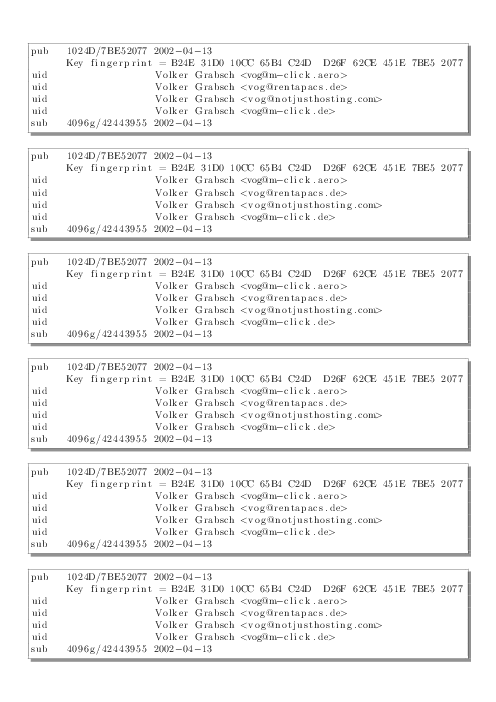 pub 1024D/7BE52077 2002-04-13
Key fingerprint = B24E 31D0 10CC 65B4 C24D D26F 62CE 451E 7BE5 2077
uid Volker Grabsch <vog@m-click.aero>
uid Volker Grabsch <vog@rentapacs.de>
uid Volker Grabsch <vog@notjusthosting.com>
uid Volker Grabsch <vog@m-click.de>
sub 4096g/42443955 2002-04-13
pub 1024D/7BE52077 2002-04-13
Key fingerprint = B24E 31D0 10CC 65B4 C24D D26F 62CE 451E 7BE5 2077
uid Volker Grabsch <vog@m-click.aero>
uid Volker Grabsch <vog@rentapacs.de>
uid Volker Grabsch <vog@notjusthosting.com>
uid Volker Grabsch <vog@m-click.de>
sub 4096g/42443955 2002-04-13
pub 1024D/7BE52077 2002-04-13
Key fingerprint = B24E 31D0 10CC 65B4 C24D D26F 62CE 451E 7BE5 2077
uid Volker Grabsch <vog@m-click.aero>
uid Volker Grabsch <vog@rentapacs.de>
uid Volker Grabsch <vog@notjusthosting.com>
uid Volker Grabsch <vog@m-click.de>
sub 4096g/42443955 2002-04-13
pub 1024D/7BE52077 2002-04-13
Key fingerprint = B24E 31D0 10CC 65B4 C24D D26F 62CE 451E 7BE5 2077
uid Volker Grabsch <vog@m-click.aero>
uid Volker Grabsch <vog@rentapacs.de>
uid Volker Grabsch <vog@notjusthosting.com>
uid Volker Grabsch <vog@m-click.de>
sub 4096g/42443955 2002-04-13
pub 1024D/7BE52077 2002-04-13
Key fingerprint = B24E 31D0 10CC 65B4 C24D D26F 62CE 451E 7BE5 2077
uid Volker Grabsch <vog@m-click.aero>
uid Volker Grabsch <vog@rentapacs.de>
uid Volker Grabsch <vog@notjusthosting.com>
uid Volker Grabsch <vog@m-click.de>
sub 4096g/42443955 2002-04-13
pub 1024D/7BE52077 2002-04-13
Key fingerprint = B24E 31D0 10CC 65B4 C24D D26F 62CE 451E 7BE5 2077
uid Volker Grabsch <vog@m-click.aero>
uid Volker Grabsch <vog@rentapacs.de>
uid Volker Grabsch <vog@notjusthosting.com>
uid Volker Grabsch <vog@m-click.de>
sub 4096g/42443955 2002-04-13